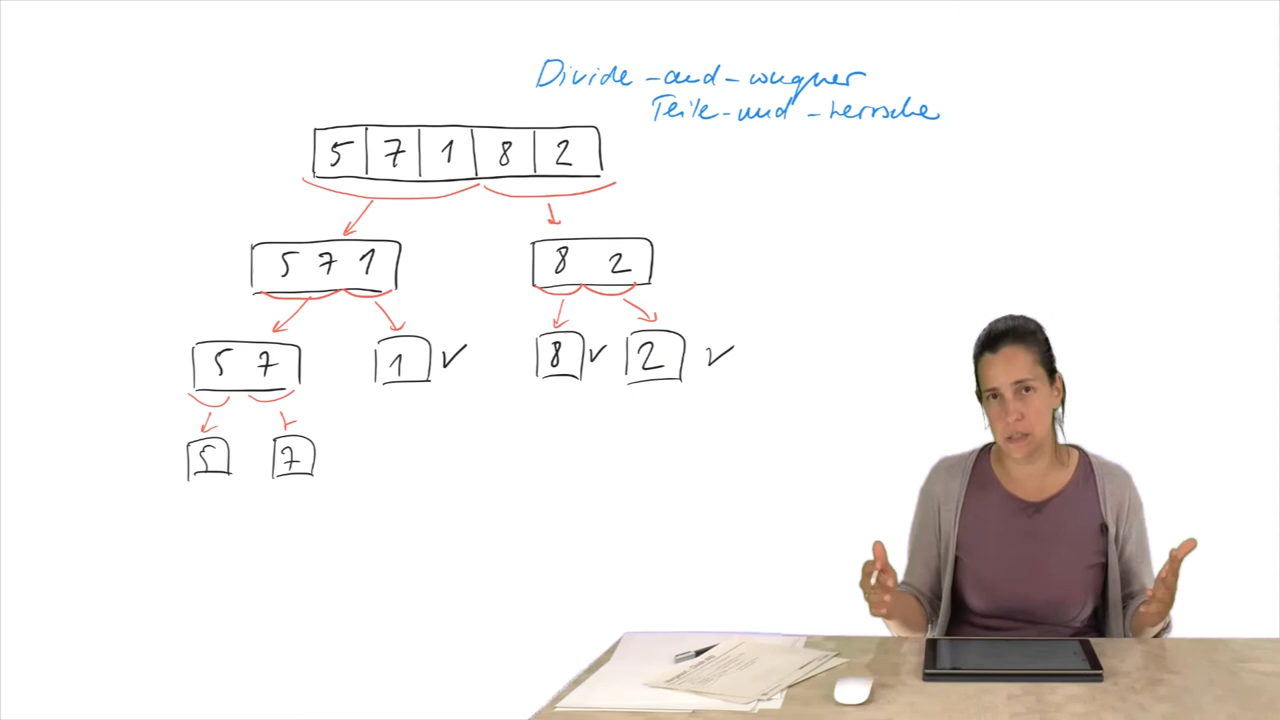 Divide-and-conquer
Teile-und-herrsche
5 7 1 8 2
5 7 1 8 2
5 7 1 8 2
5 7